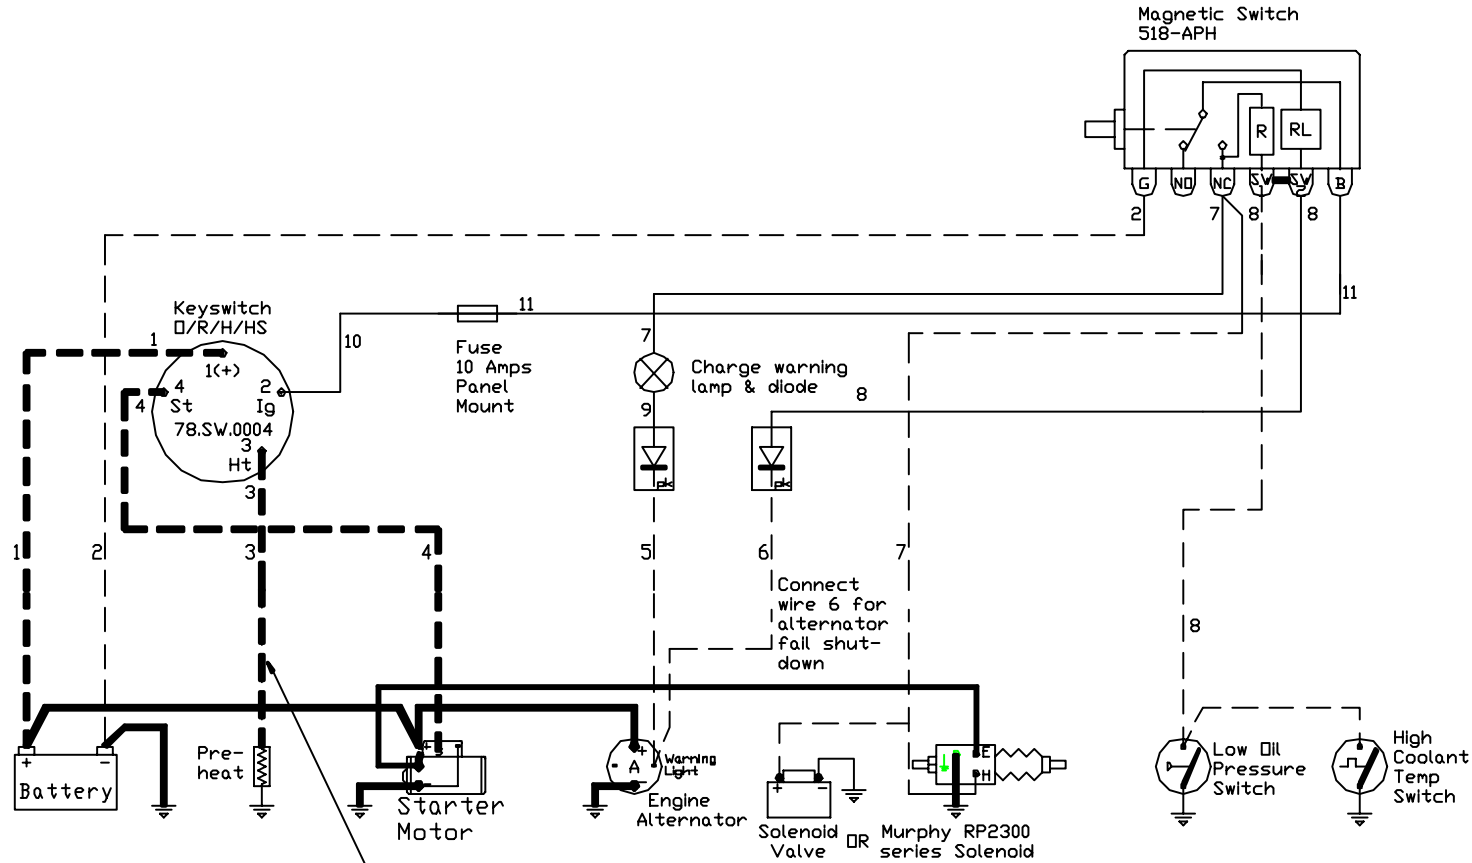 Magnetic Switch
518-APH
R
RL
G
NO
NC
SW
SW
2
B
2
7
8
8
11
Keyswitch
O/R/H/HS
1
1(+)
4
St
4
2
Ig
78.SW.0004
3
Ht
3
10
11
Fuse
10 Amps
Panel
Mount
7
Charge warning
lamp & diode
9
8
pk
pk
1
2
3
4
5
6
7
Connect
wire 6 for
alternator
fail shut-
down
8
+
-
Battery
Pre-
heat
+
S
-
Starter
Motor
+
- A
-
Warning
Light
Engine
Alternator
+
-
Solenoid
Valve
OR
E
H
Murphy RP2300
series Solenoid
Low Oil
Pressure
Switch
High
Coolant
Temp
Switch